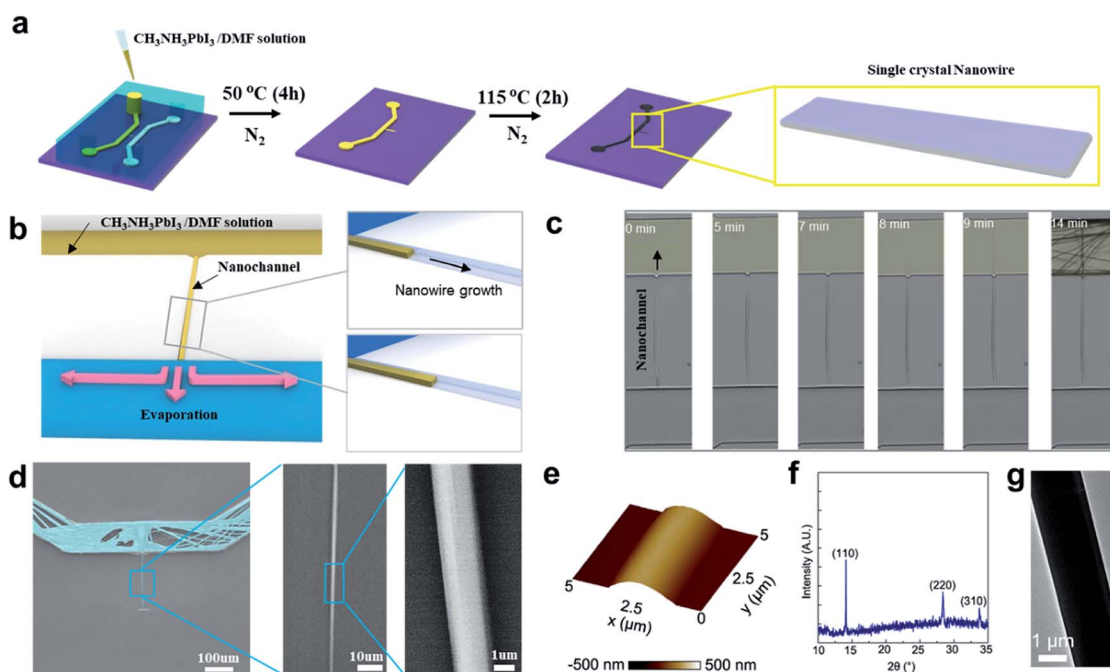 a
CH₃NH₃PbI₃ /DMF solution
50 °C (4h)
N₂
115 °C (2h)
N₂
Single crystal Nanowire
b
CH₃NH₃PbI₃ /DMF solution
Nanochannel
Evaporation
Nanowire growth
c
0 min
5 min
7 min
8 min
9 min
14 min
Nanochannel
d
100um
10um
1um
e
5
2.5
x (μm)
0
2.5
y (μm)
5
-500 nm
500 nm
f
Intensity (A.U.)
(110)
(220)
(310)
10 15 20 25 30 35
2θ (°)
g
1 μm